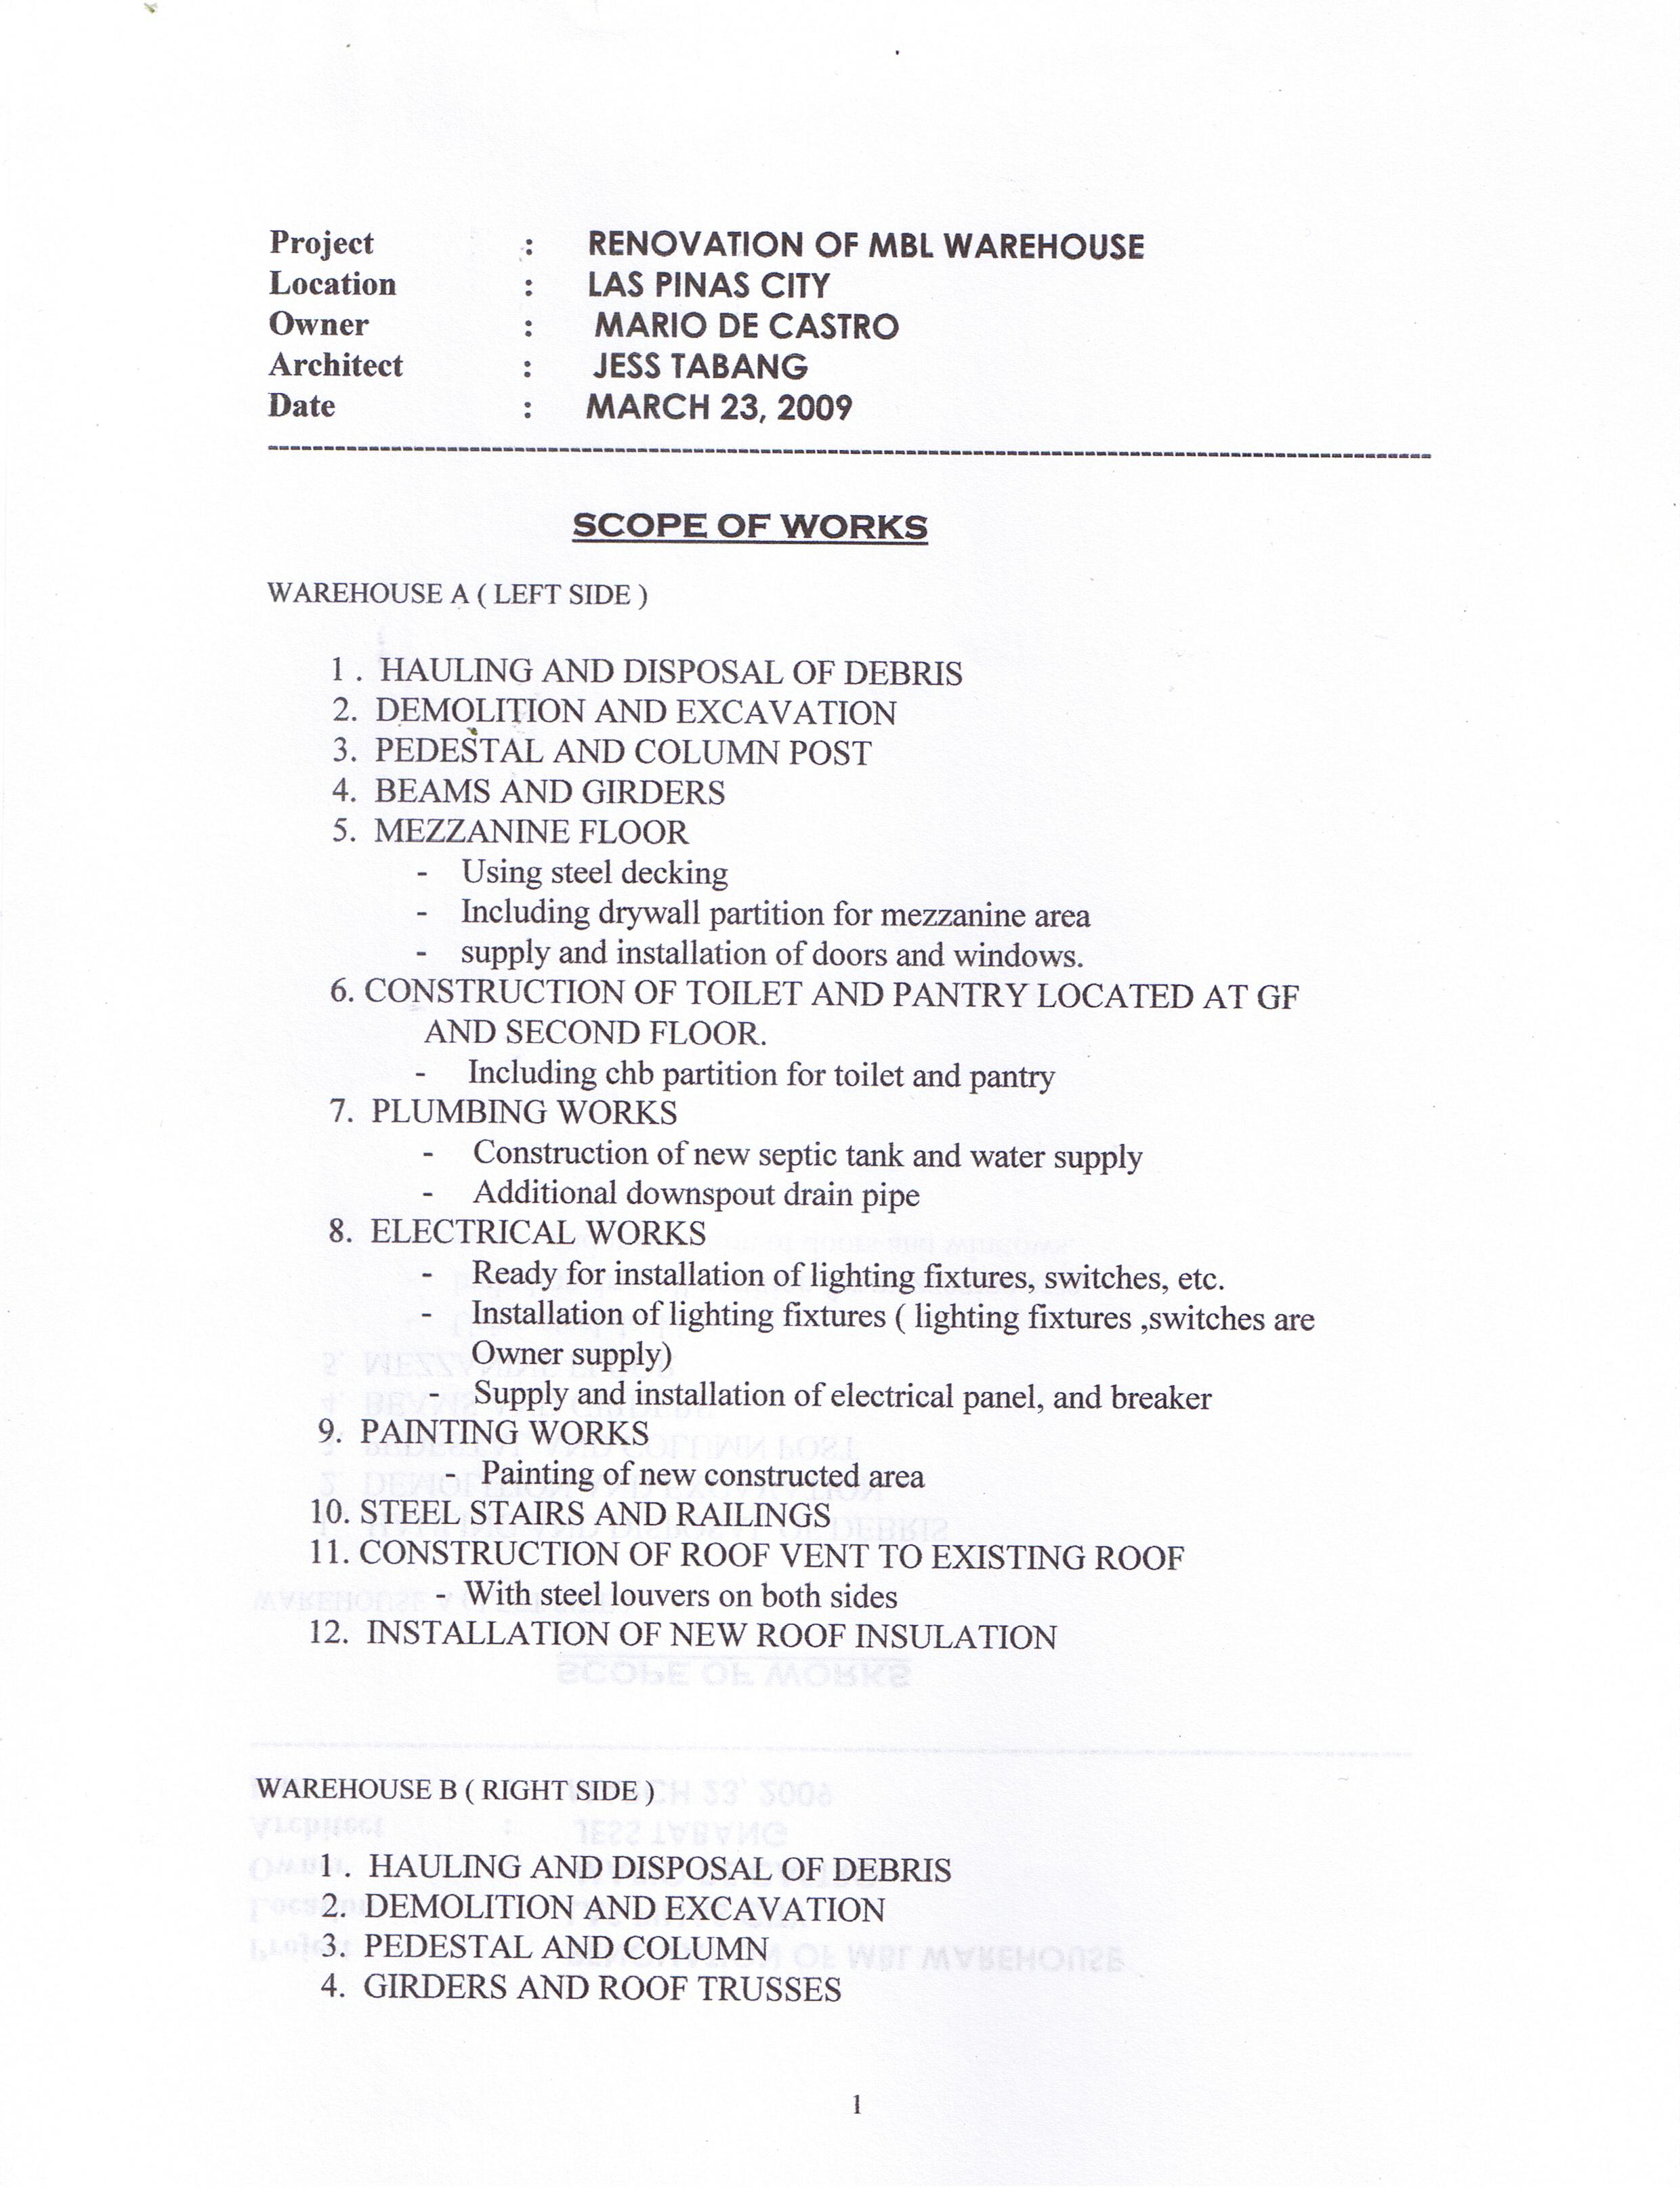 Project : RENOVATION OF MBL WAREHOUSE
Location : LAS PINAS CITY
Owner : MARIO DE CASTRO
Architect : JESS TABANG
Date : MARCH 23, 2009
SCOPE OF WORKS
WAREHOUSE A ( LEFT SIDE )
1 . HAULING AND DISPOSAL OF DEBRIS
2. DEMOLITION AND EXCAVATION
3. PEDESTAL AND COLUMN POST
4. BEAMS AND GIRDERS
5. MEZZANINE FLOOR
- Using steel decking
- Including drywall partition for mezzanine area
- supply and installation of doors and windows.
6. CONSTRUCTION OF TOILET AND PANTRY LOCATED AT GF
AND SECOND FLOOR.
- Including chb partition for toilet and pantry
7. PLUMBING WORKS
- Construction of new septic tank and water supply
- Additional downspout drain pipe
8. ELECTRICAL WORKS
- Ready for installation of lighting fixtures, switches, etc.
- Installation of lighting fixtures ( lighting fixtures ,switches are
Owner supply)
- Supply and installation of electrical panel, and breaker
9. PAINTING WORKS
- Painting of new constructed area
10. STEEL STAIRS AND RAILINGS
11. CONSTRUCTION OF ROOF VENT TO EXISTING ROOF
- With steel louvers on both sides
12. INSTALLATION OF NEW ROOF INSULATION
WAREHOUSE B ( RIGHT SIDE )
1 . HAULING AND DISPOSAL OF DEBRIS
2. DEMOLITION AND EXCAVATION
3. PEDESTAL AND COLUMN
4. GIRDERS AND ROOF TRUSSES
1